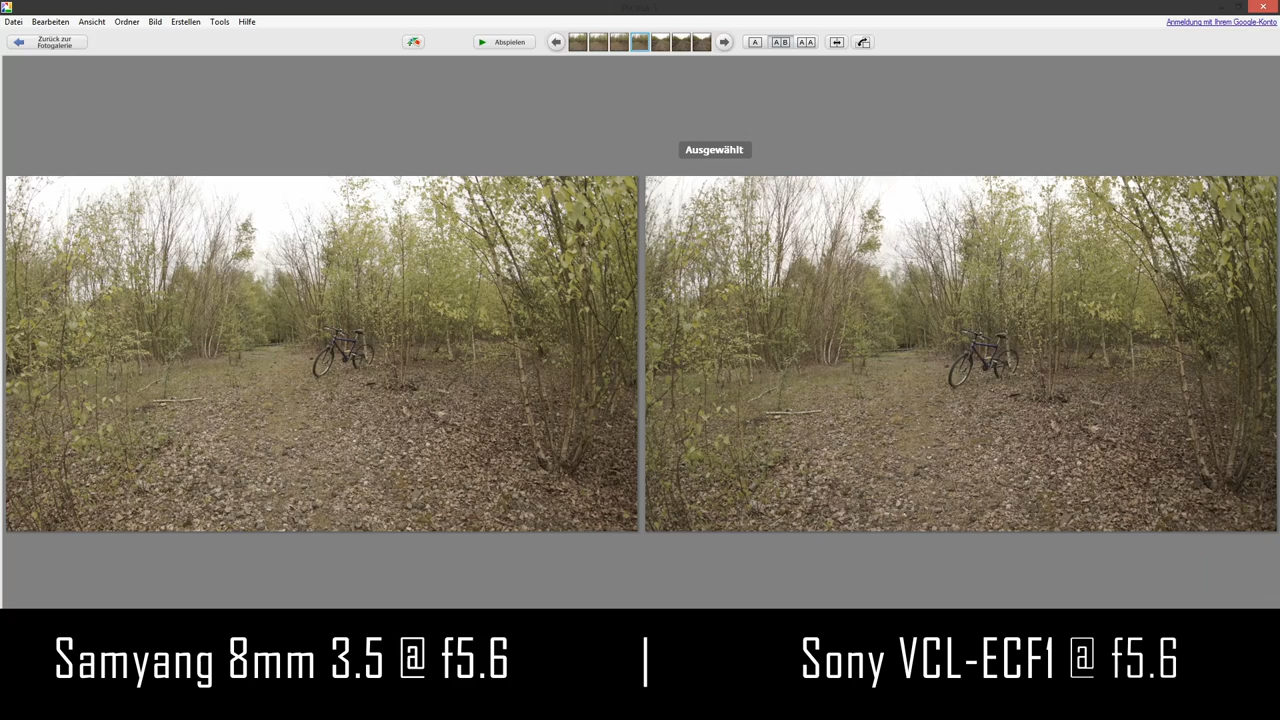 Datei Bearbeiten Ansicht Ordner Bild Erstellen Tools Hilfe
Anmeldung mit Ihrem Google-Konto
Zurück zur
Fotogalerie
Abspielen
A A B A A
Ausgewählt
Samyang 8mm 3.5 @ f5.6 | Sony VCL-ECF1 @ f5.6